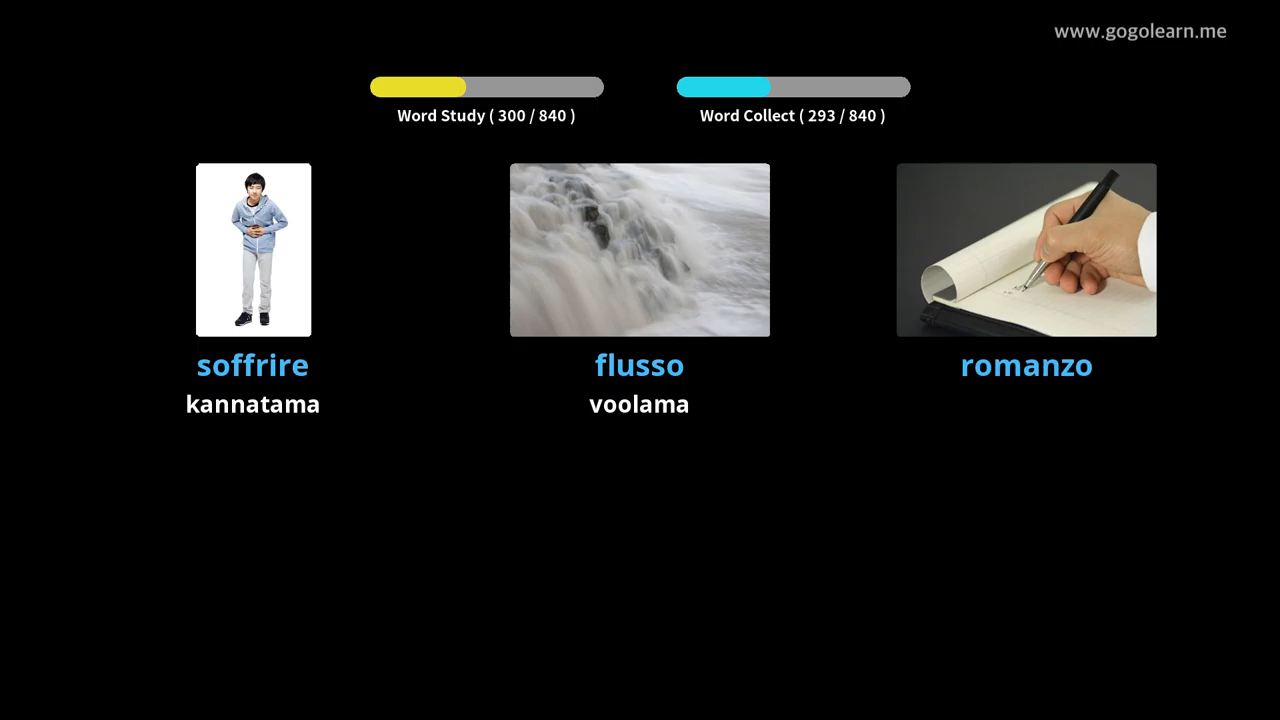 www.gogolearn.me
Word Study ( 300 / 840 )
Word Collect ( 293 / 840 )
soffrire
flusso
romanzo
kannatama
voolama